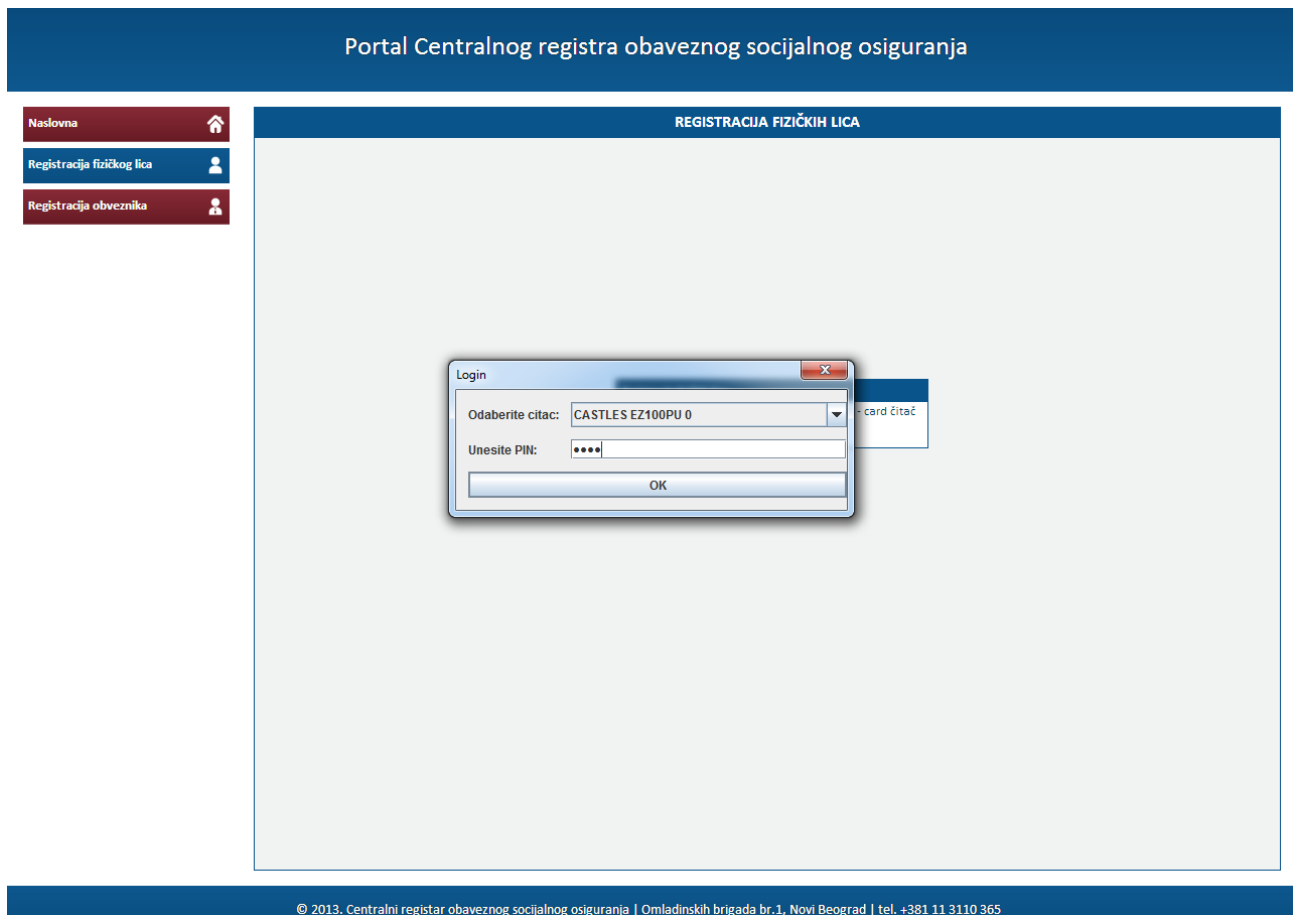 Portal Centralnog registra obaveznog socijalnog osiguranja
Naslovna
Registracija fizičkog lica
Registracija obveznika
REGISTRACIJA FIZIČKIH LICA
Login
Odaberite citac: CASTLES EZ100PU 0
- card čitač
Unesite PIN: ••••
OK
© 2013. Centralni registar obaveznog socijalnog osiguranja | Omladinskih brigada br.1, Novi Beograd | tel. +381 11 3110 365